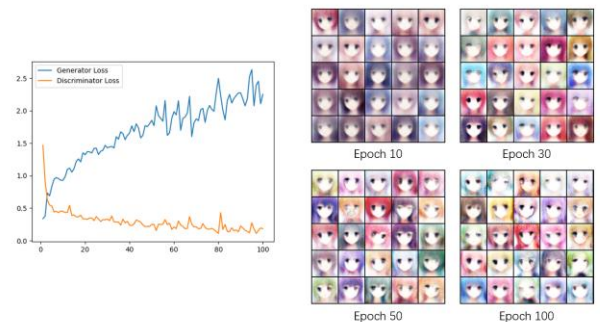 Generator Loss
Discriminator Loss
2.5
2.0
1.5
1.0
0.5
0.0
0 20 40 60 80 100
Epoch 10
Epoch 30
Epoch 50
Epoch 100